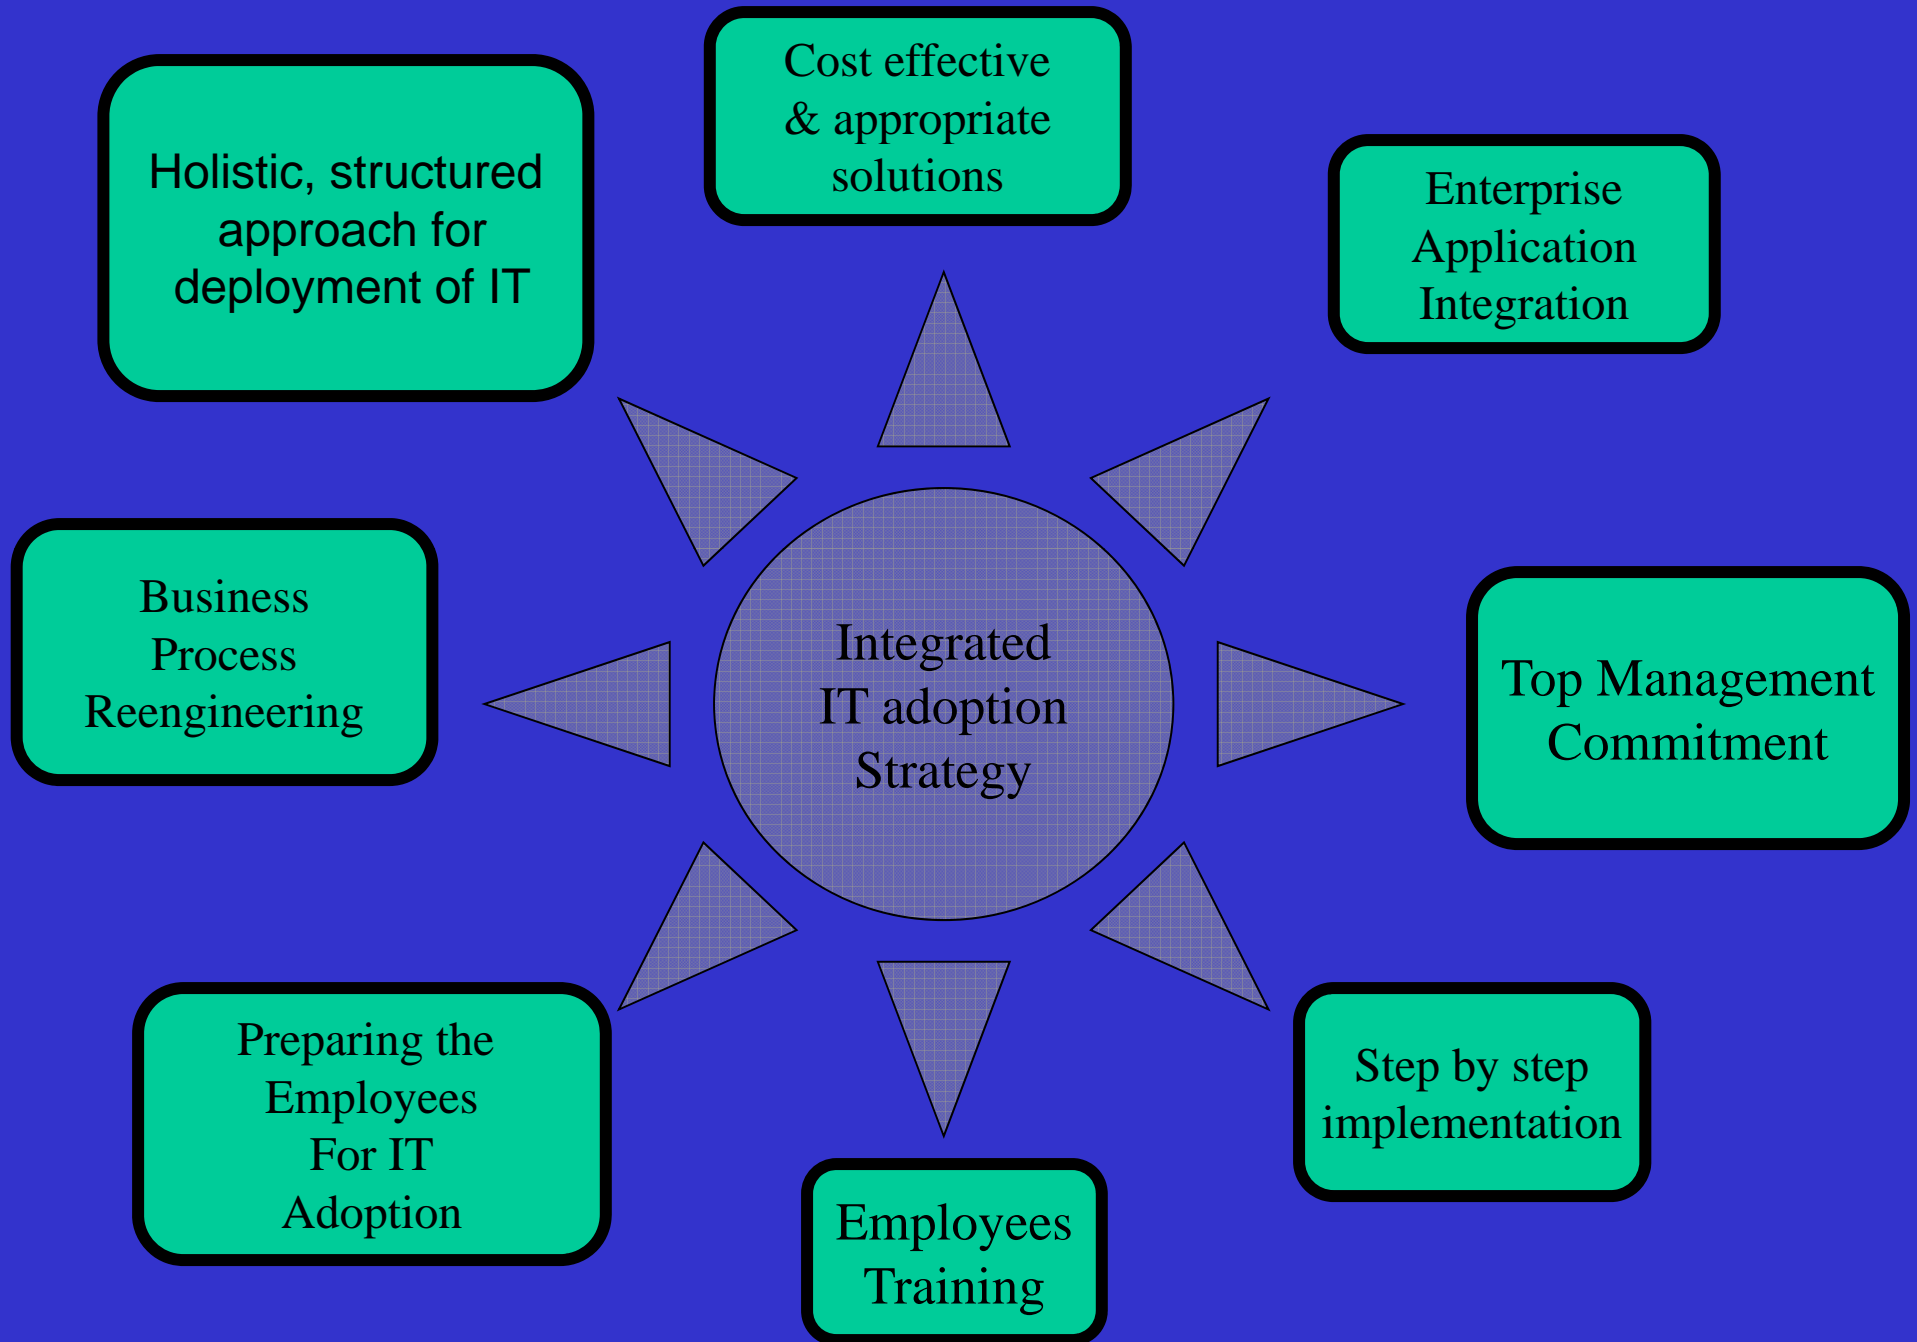 Cost effective
& appropriate
solutions
Holistic, structured
approach for
deployment of IT
Enterprise
Application
Integration
Business
Process
Reengineering
Integrated
IT adoption
Strategy
Top Management
Commitment
Preparing the
Employees
For IT
Adoption
Step by step
implementation
Employees
Training